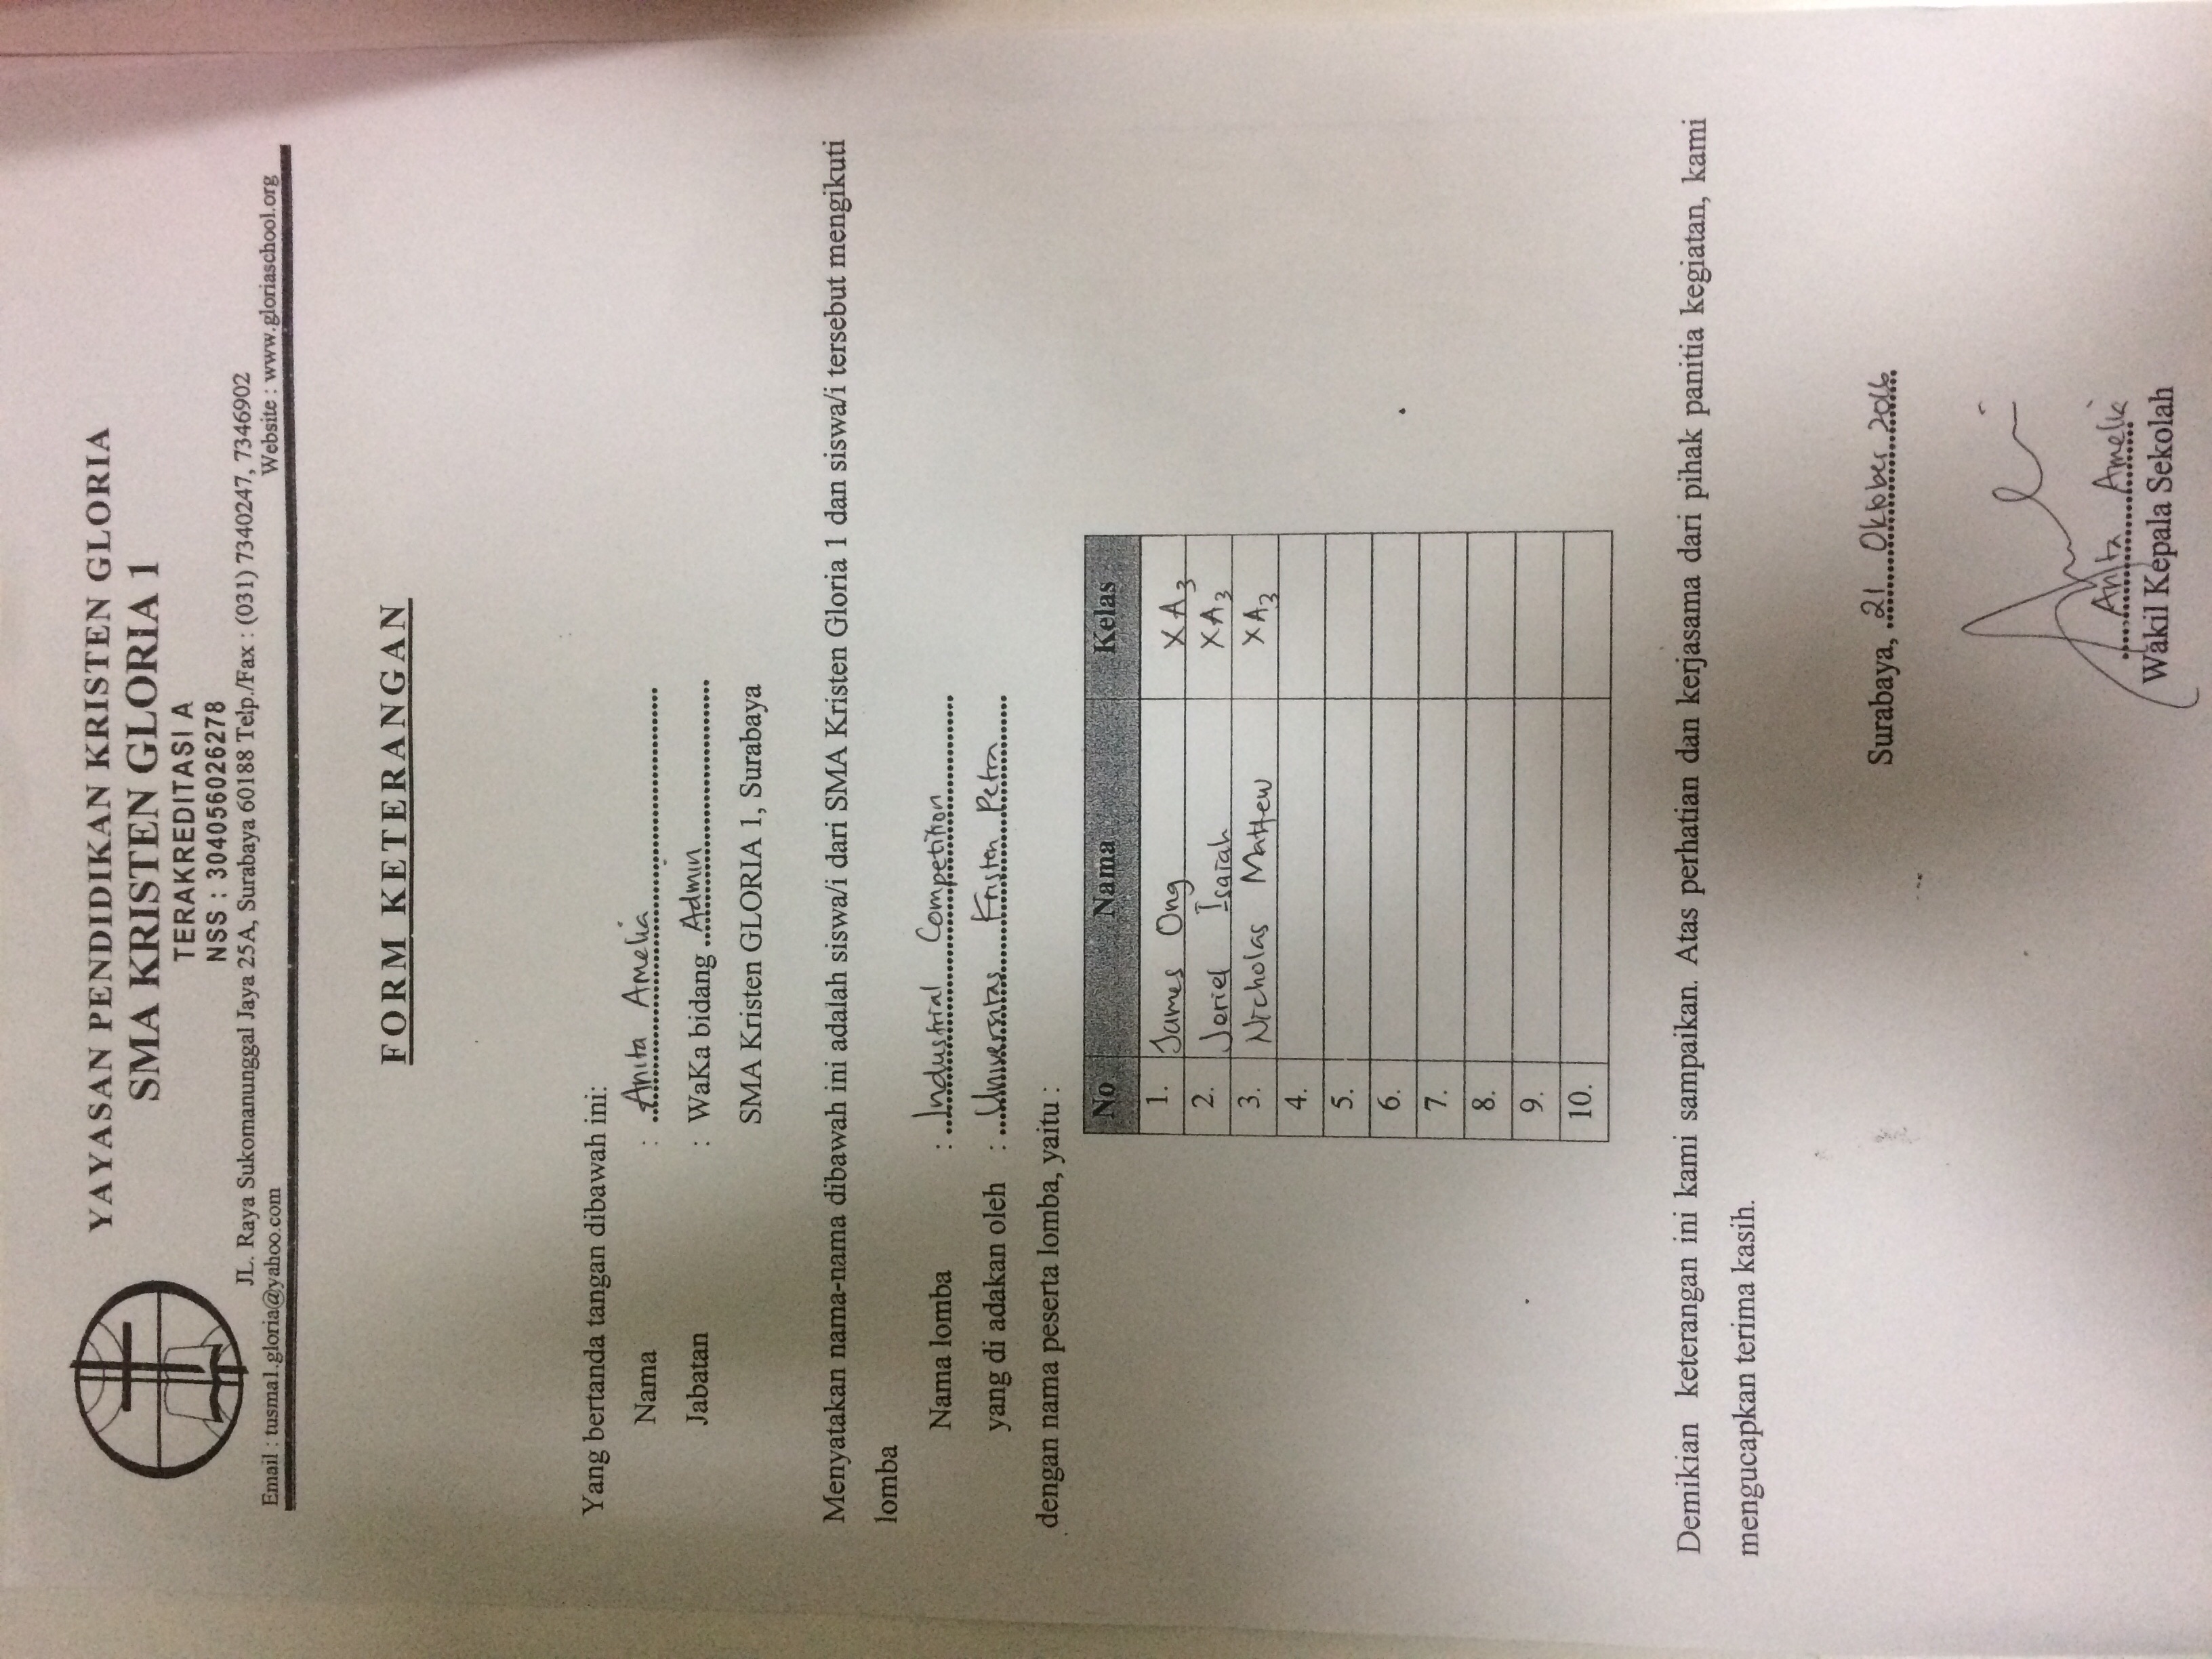 YAYASAN PENDIDIKAN KRISTEN GLORIA
SMA KRISTEN GLORIA 1
TERAKREDITASI A
NSS : 304056026278
JL. Raya Sukomanunggal Jaya 25A, Surabaya 60188 Telp./Fax : (031) 7340247, 7346902
Email : tusma1.gloria@yahoo.com Website : www.gloriaschool.org
FORM KETERANGAN
Yang bertanda tangan dibawah ini:
Nama : Anita Amelia
Jabatan : WaKa bidang Admin
SMA Kristen GLORIA 1, Surabaya
Menyatakan nama-nama dibawah ini adalah siswa/i dari SMA Kristen Gloria 1 dan siswa/i tersebut mengikuti
lomba
Nama lomba : Industrial Competition
yang di adakan oleh : Universitas Kristen Petra
dengan nama peserta lomba, yaitu :
No Nama Kelas
1. James Ong XA3
2. Jeriel Isaiah XA3
3. Nicholas Mattew XA3
4.
5.
6.
7.
8.
9.
10.
Demikian keterangan ini kami sampaikan. Atas perhatian dan kerjasama dari pihak panitia kegiatan, kami
mengucapkan terima kasih.
Surabaya, 21 Oktober 2016
Anita Amelia
Wakil Kepala Sekolah